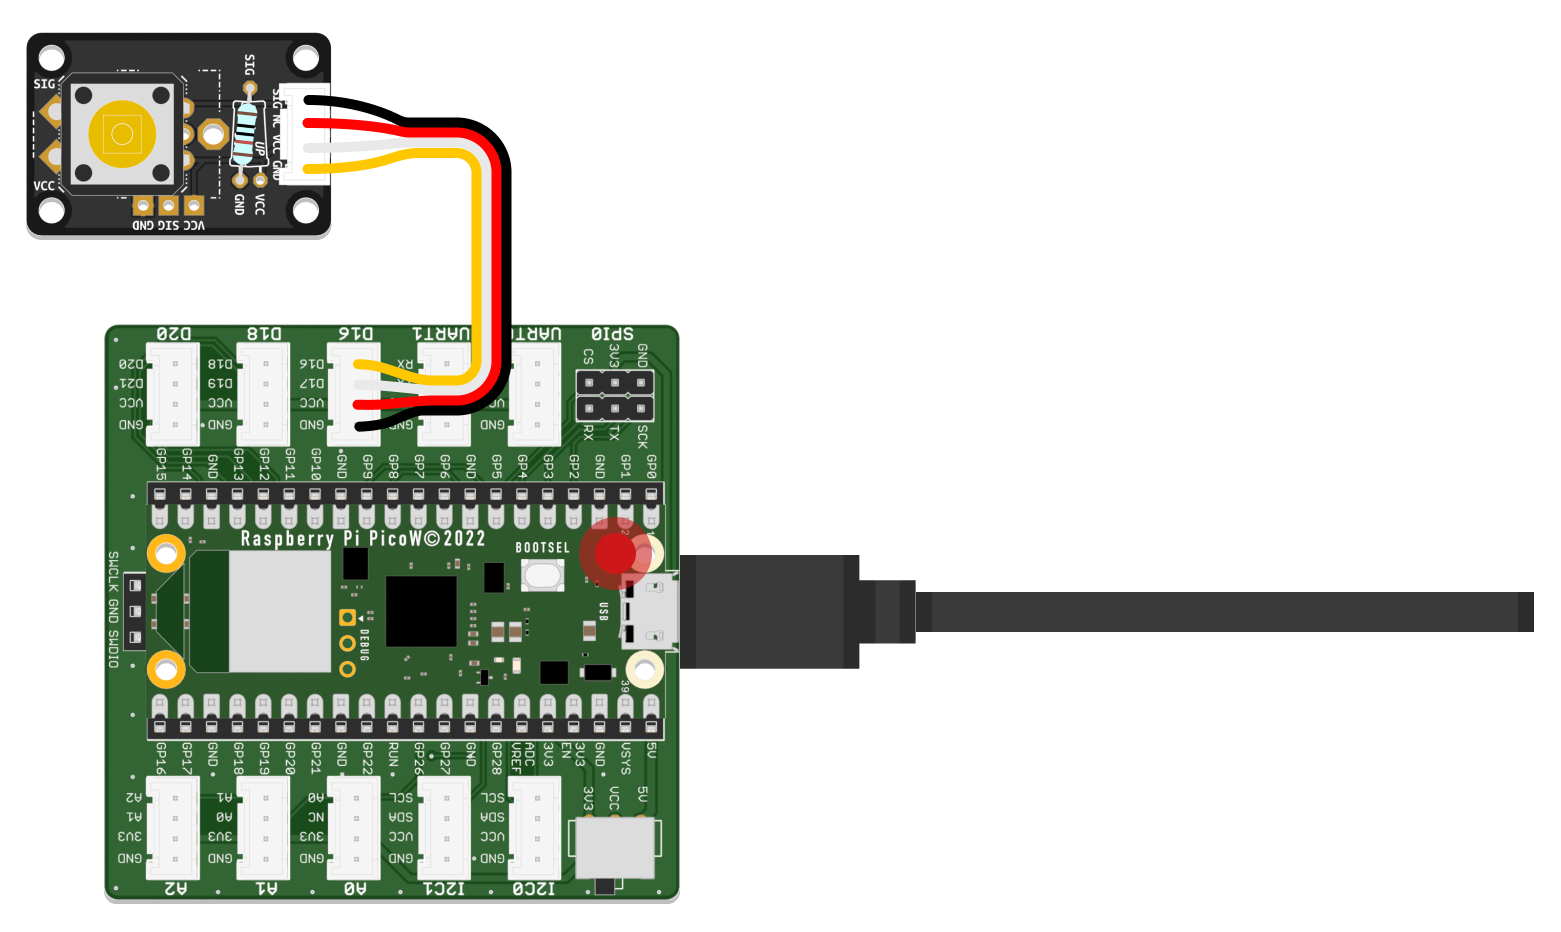 SIG
VCC
SIG
UP
GND
VCC
SIG
NC
VCC
GND
GND SIG VCC
D20
D18
D16
UART1
UART
SPI0
D20
D21
VCC
GND
D18
D19
VCC
GND
D16
D17
VCC
GND
RX
GND
GND
CS
3V3
GND
RX
TX
SCK
GP15
GP14
GND
GP13
GP12
GP11
GP10
GND
GP9
GP8
GP7
GP6
GND
GP5
GP4
GP3
GP2
GND
GP1
GP0
Raspberry Pi PicoW©2022
BOOTSEL
2
1
USB
DEBUG
39
SWCLK GND SWDIO
GP16
GP17
GND
GP18
GP19
GP20
GP21
GND
GP22
RUN
GP26
GP27
GND
GP28
ADC
VREF
3V3
3V3
EN
GND
VSYS
5V
A2
A1
3V3
GND
A1
A0
3V3
GND
A0
NC
3V3
GND
SCL
SDA
VCC
GND
SCL
SDA
VCC
GND
3V3
VCC
5V
A2
A1
A0
I2C1
I2C0